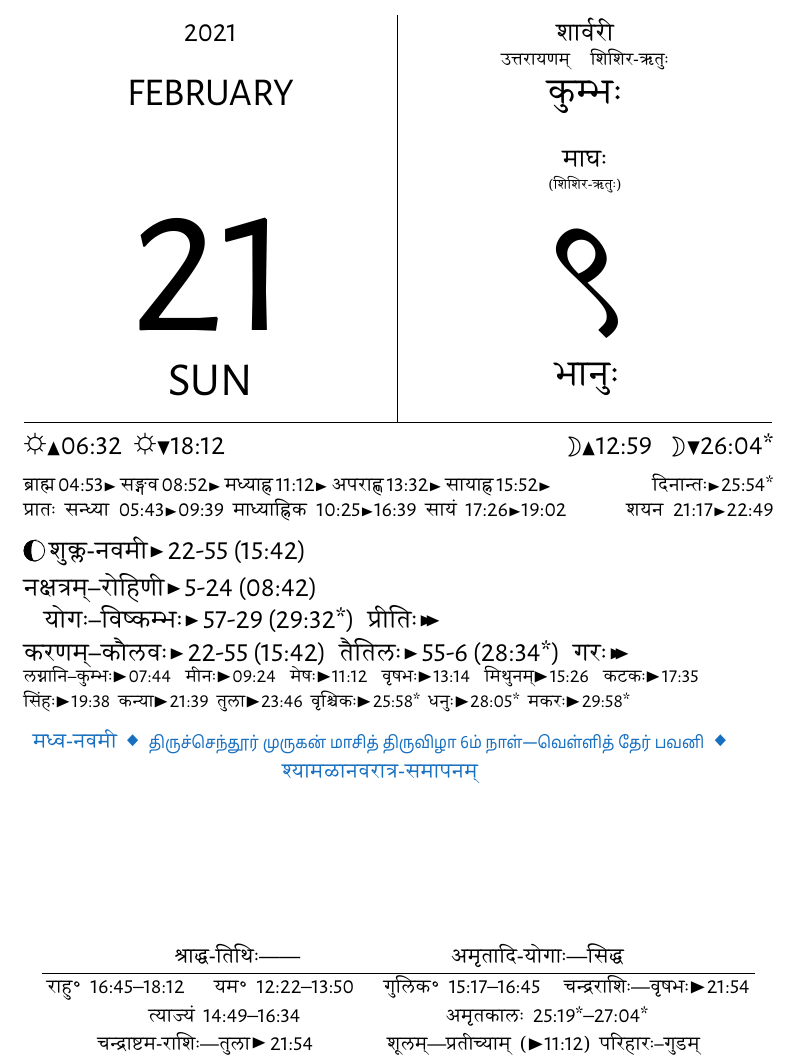 2021
FEBRUARY
21
SUN
शार्वरी
उत्तरायणम् शिशिर-ऋतुः
कुम्भः
माघः
(शिशिर-ऋतुः)
९
भानुः
☼▲06:32 ☼▼18:12 ☽▲12:59 ☽▼26:04*
ब्राह्म 04:53► सङ्गव 08:52► मध्याह्न 11:12► अपराह्ण 13:32► सायाह्न 15:52► दिनान्तः►25:54*
प्रातः सन्ध्या 05:43►09:39 माध्याह्निक 10:25►16:39 सायं 17:26►19:02 शयन 21:17►22:49
शुक्ल-नवमी►22-55 (15:42)
नक्षत्रम्–रोहिणी►5-24 (08:42)
योगः–विष्कम्भः►57-29 (29:32*) प्रीतिः►►
करणम्–कौलवः►22-55 (15:42) तैतिलः►55-6 (28:34*) गरः►►
लग्नानि–कुम्भः►07:44 मीनः►09:24 मेषः►11:12 वृषभः►13:14 मिथुनम्►15:26 कटकः►17:35
सिंहः►19:38 कन्या►21:39 तुला►23:46 वृश्चिकः►25:58* धनुः►28:05* मकरः►29:58*
मध्व-नवमी ◆ திருச்செந்தூர் முருகன் மாசித் திருவிழா 6ம் நாள்—வெள்ளித் தேர் பவனி ◆
श्यामळानवरात्र-समापनम्
श्राद्ध-तिथिः—— अमृतादि-योगाः—सिद्ध
राहु° 16:45–18:12 यम° 12:22–13:50 गुलिक° 15:17–16:45 चन्द्रराशिः—वृषभः►21:54
त्याज्यं 14:49–16:34 अमृतकालः 25:19*–27:04*
चन्द्राष्टम-राशिः—तुला► 21:54 शूलम्—प्रतीच्याम् (►11:12) परिहारः–गुडम्